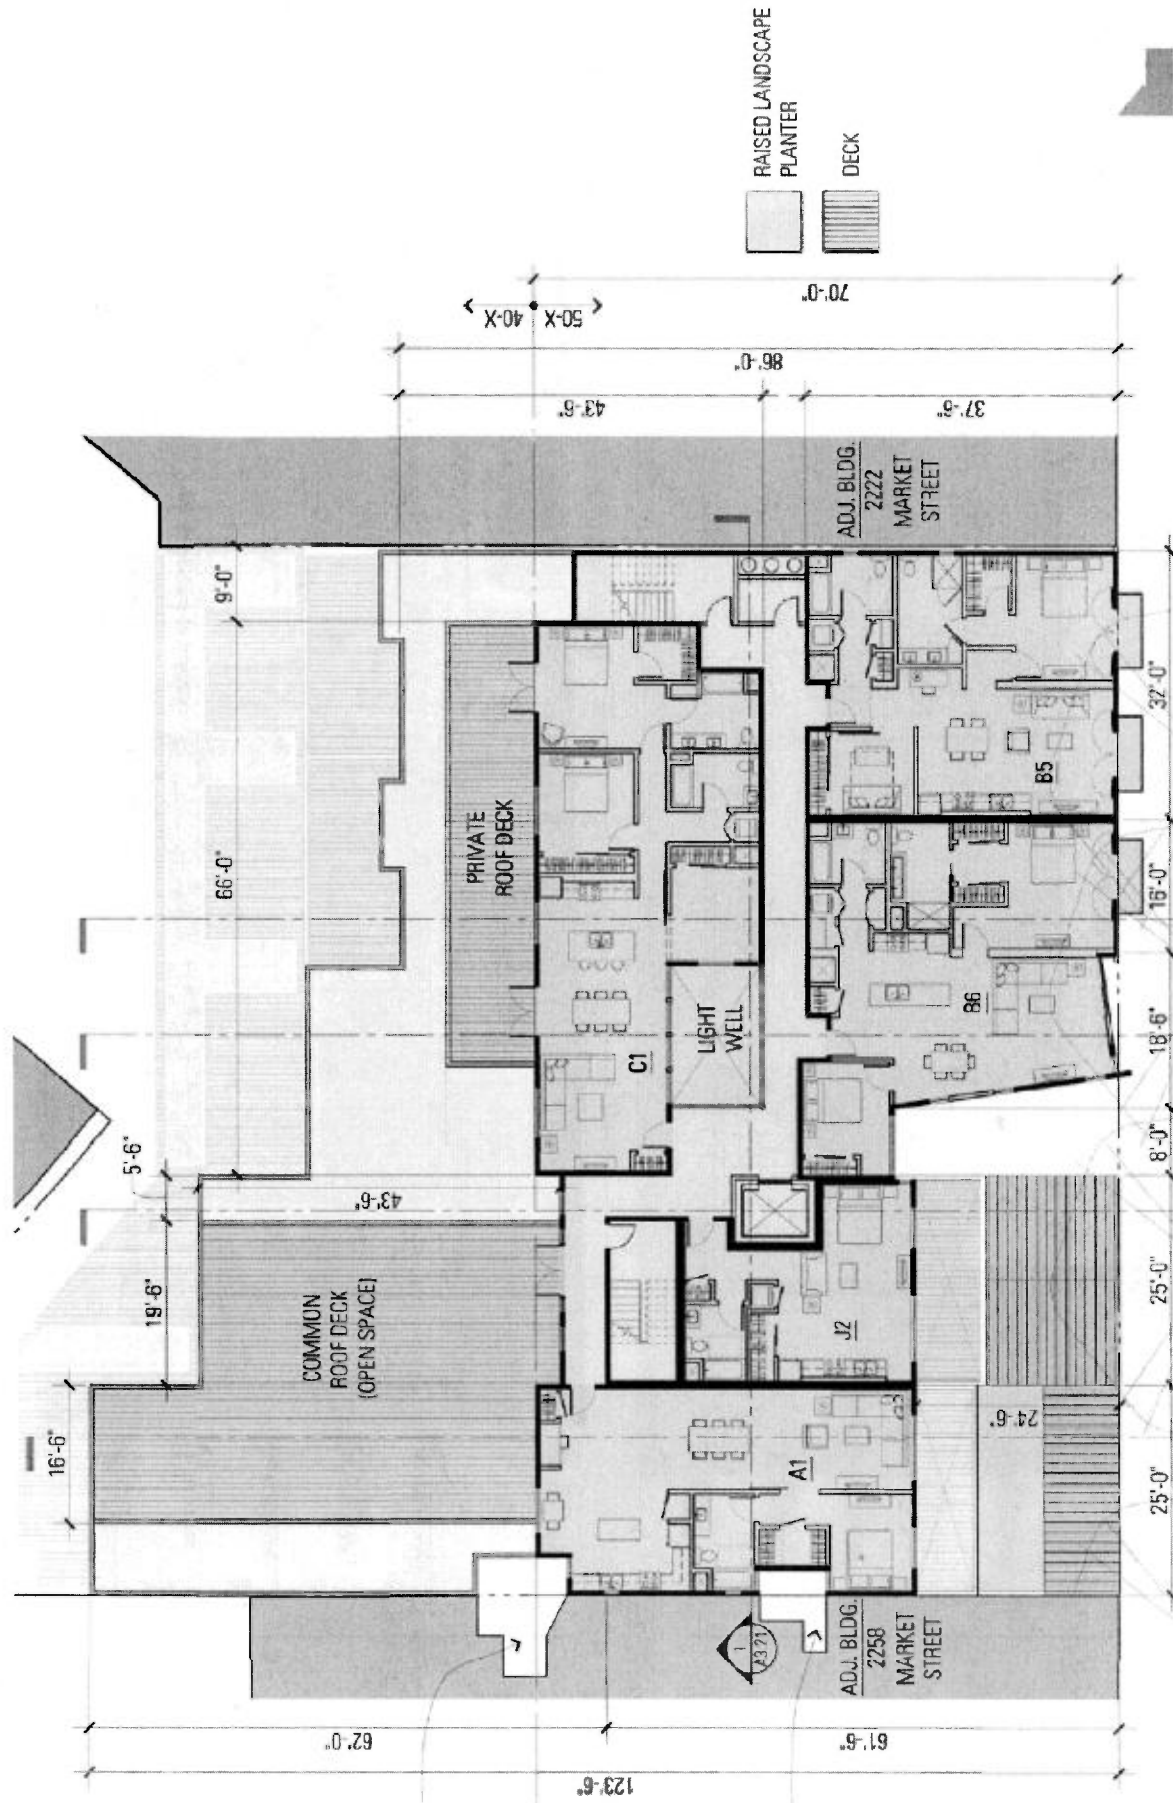 RAISED LANDSCAPE
PLANTER
DECK
70'-0"
40-X
50-X
86'-0"
43'-6"
37'-6"
ADJ. BLDG.
2222
MARKET
STREET
9'-0"
66'-0"
5'-6"
43'-6"
19'-6"
16'-6"
PRIVATE
ROOF DECK
COMMON
ROOF DECK
(OPEN SPACE)
LIGHT
WELL
C1
B5
B6
J2
A1
32'-0"
16'-0"
18'-6"
8'-0"
25'-0"
25'-0"
24'-6"
1
A3.21
ADJ. BLDG.
2258
MARKET
STREET
62'-0"
61'-6"
123'-6"